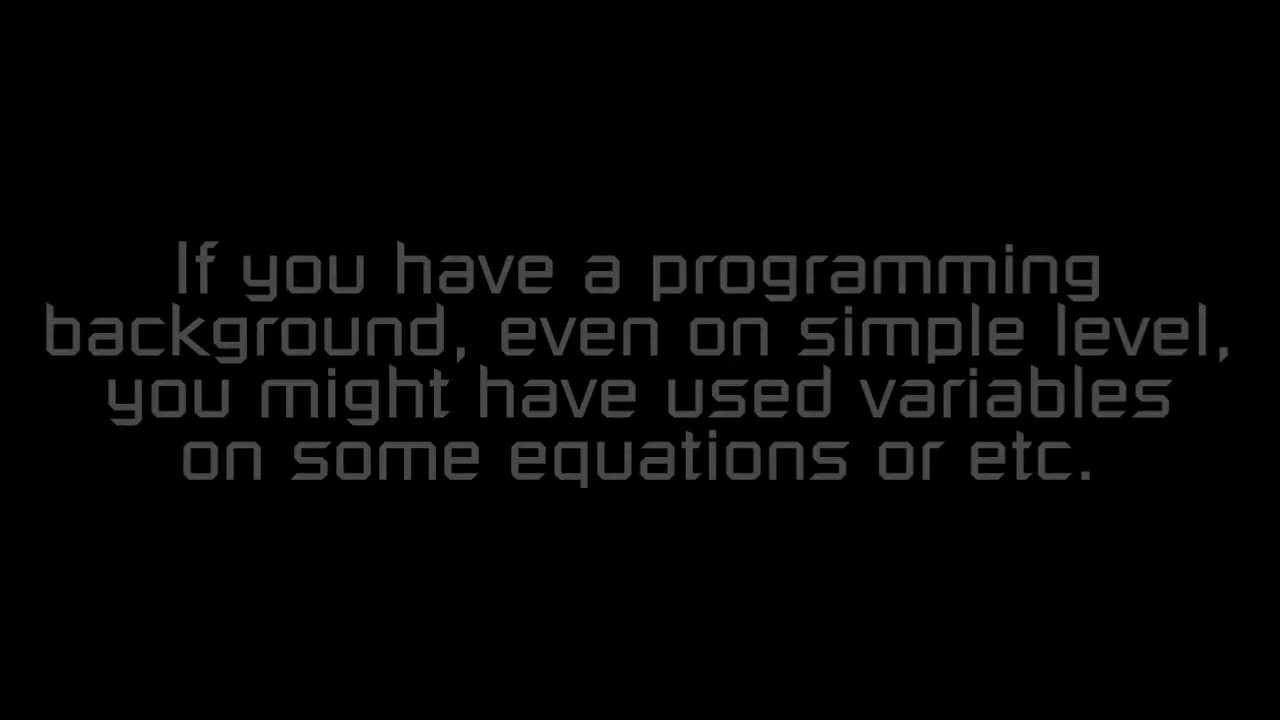 If you have a programming
background, even on simple level,
you might have used variables
on some equations or etc.